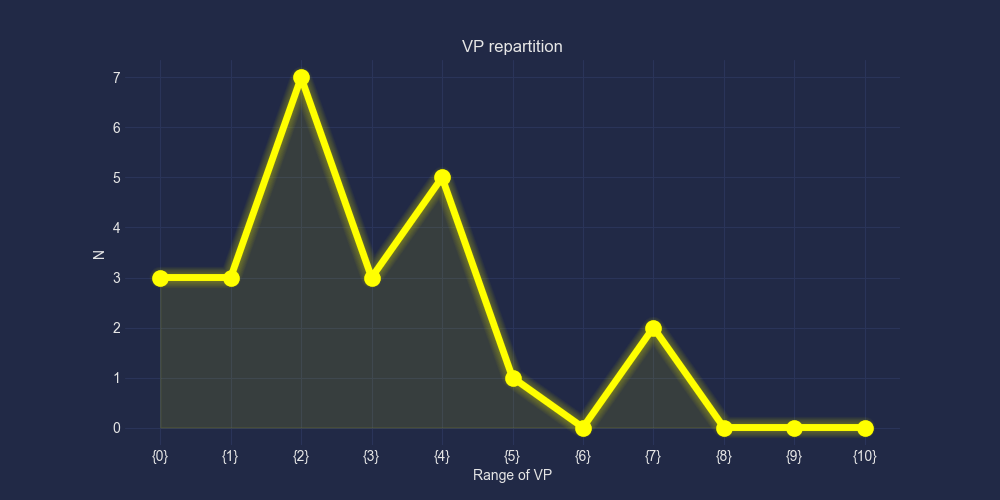 VP repartition
7
6
5
4
3
2
1
0
N
{0} {1} {2} {3} {4} {5} {6} {7} {8} {9} {10}
Range of VP